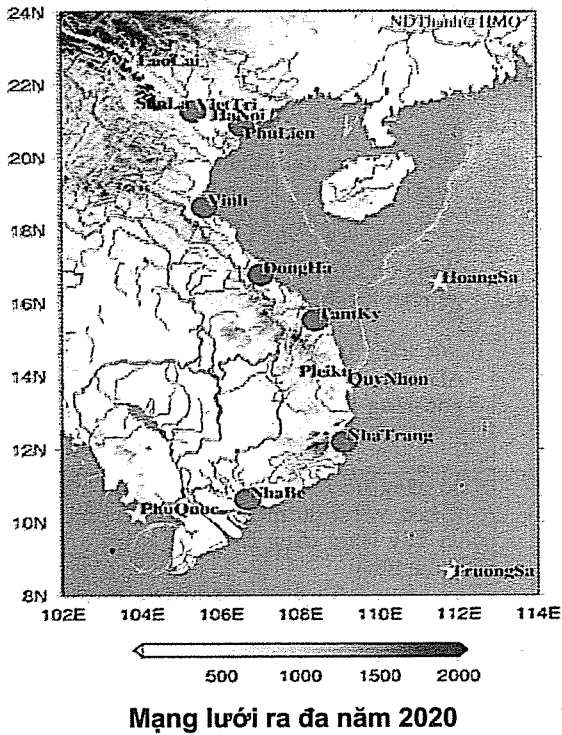 24N
NDThanh@HMO
LaoCai
22N
SonLa VietTri
HaNoi
PhuLien
20N
Vinh
18N
DongHa
HoangSa
16N
TamKy
Pleiku
14N
QuyNhon
NhaTrang
12N
NhaBe
PhuQuoc
10N
TruongSa
8N
102E 104E 106E 108E 110E 112E 114E
500 1000 1500 2000
Mạng lưới ra đa năm 2020